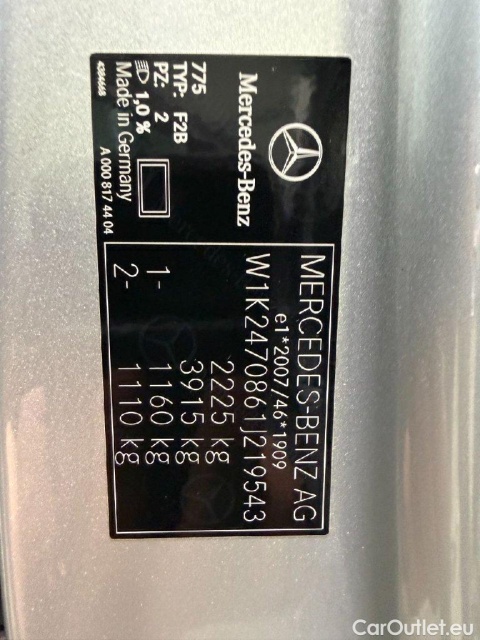 Mercedes-Benz
775
TYP: F2B
PZ: 2
1,0 %
Made in Germany
4384668
A 000 817 44 04
MERCEDES-BENZ AG
e1*2007/46*1909
W1K2470861J219543
2225 kg
3915 kg
1- 1160 kg
2- 1110 kg
CarOutlet.eu